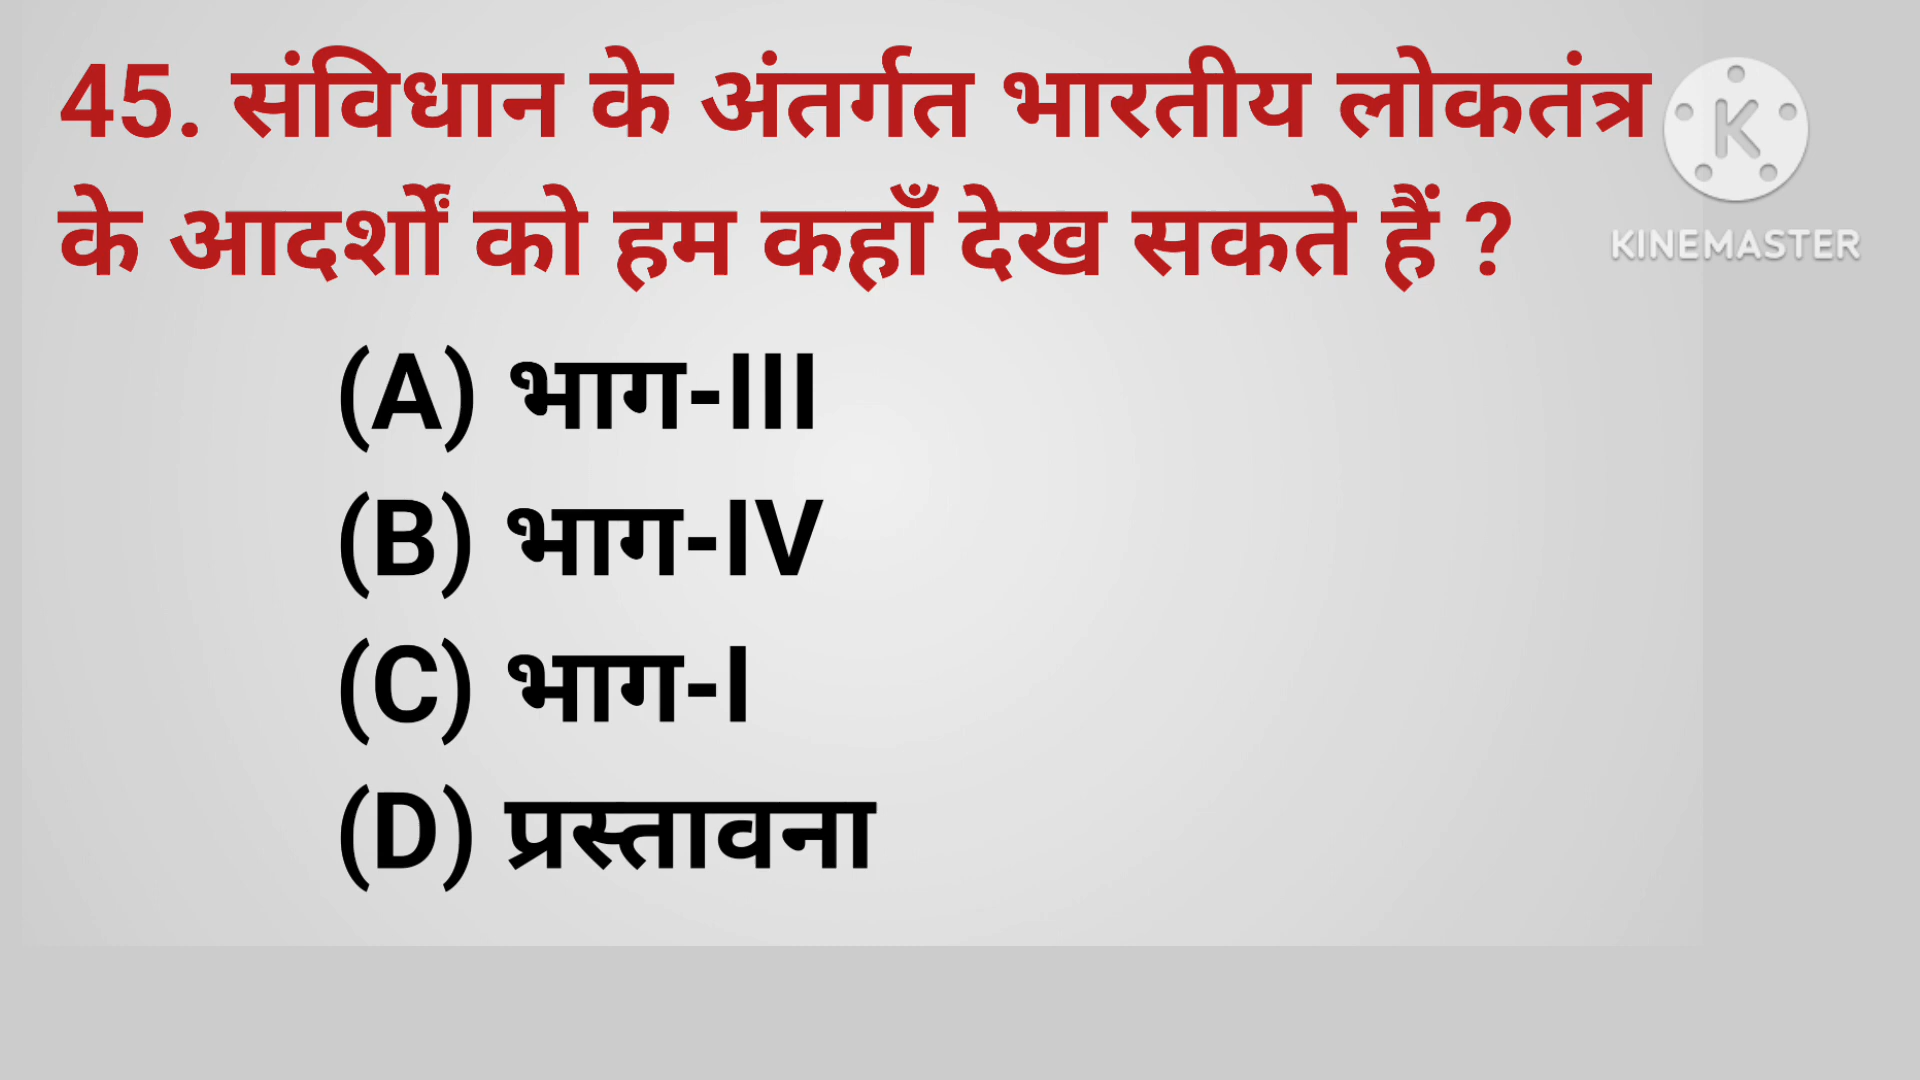 45. संविधान के अंतर्गत भारतीय लोकतंत्र
के आदर्शों को हम कहाँ देख सकते हैं ?
(A) भाग-III
(B) भाग-IV
(C) भाग-I
(D) प्रस्तावना
K
KINEMASTER